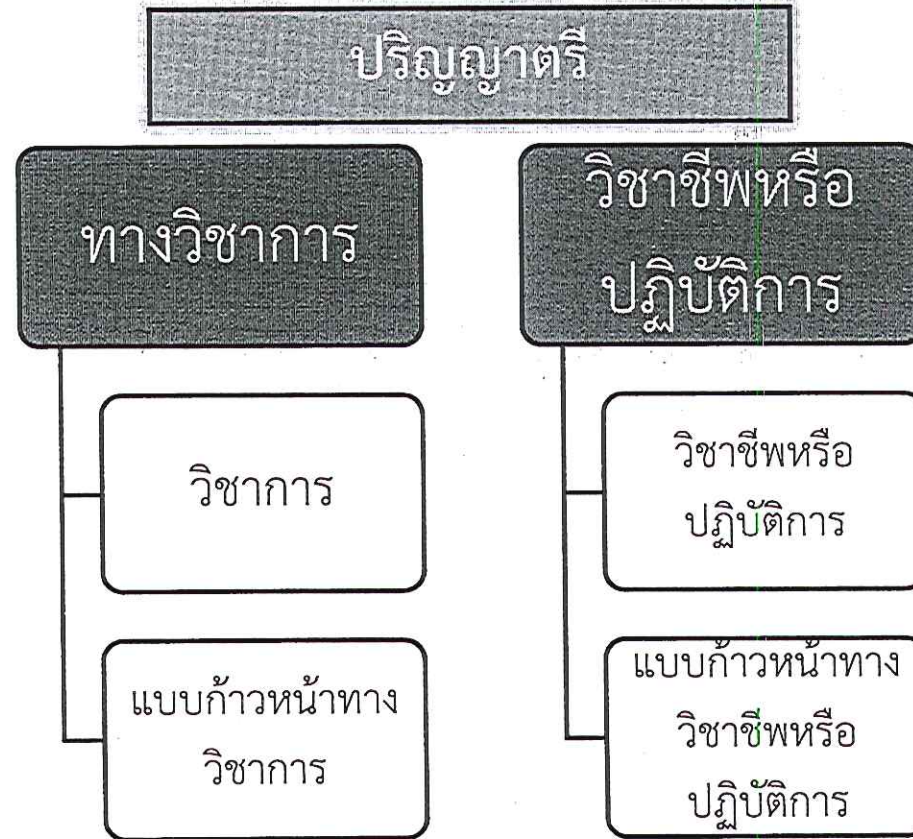 ปริญญาตรี
ทางวิชาการ
วิชาการ
แบบก้าวหน้าทาง
วิชาการ
วิชาชีพหรือ
ปฏิบัติการ
วิชาชีพหรือ
ปฏิบัติการ
แบบก้าวหน้าทาง
วิชาชีพหรือ
ปฏิบัติการ